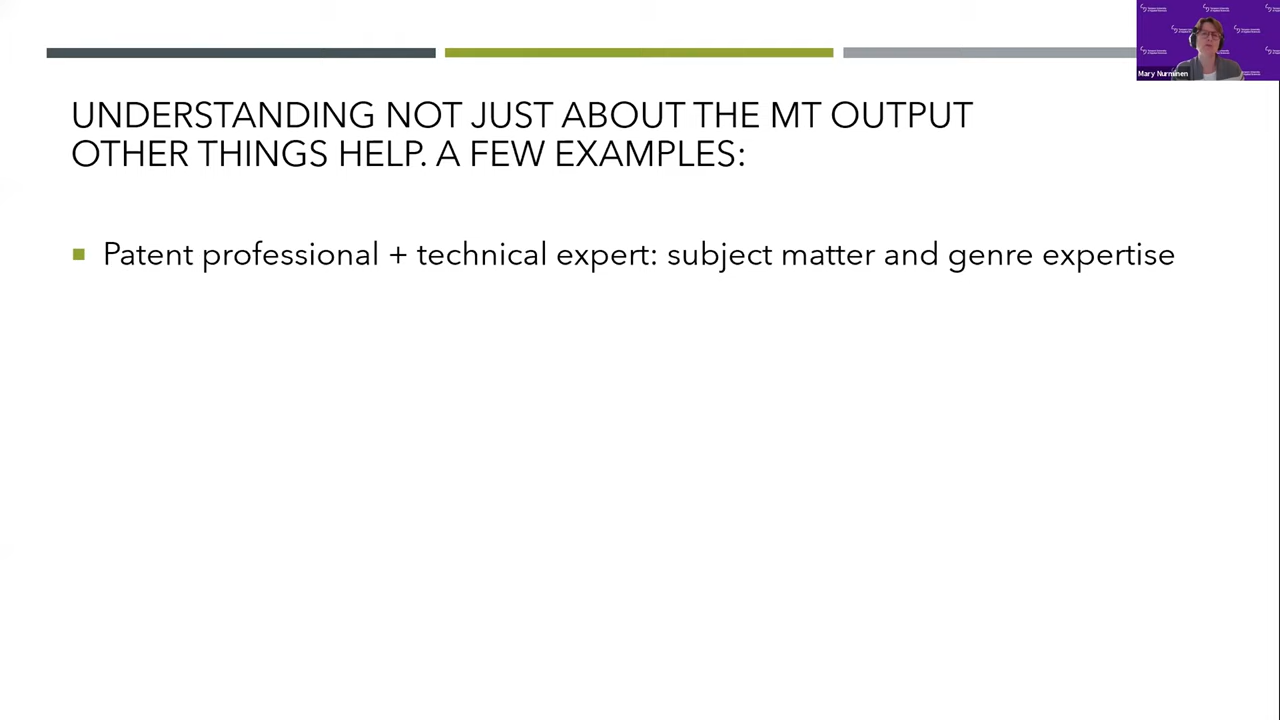 UNDERSTANDING NOT JUST ABOUT THE MT OUTPUT
OTHER THINGS HELP. A FEW EXAMPLES:
Patent professional + technical expert: subject matter and genre expertise
Mary Nurminen